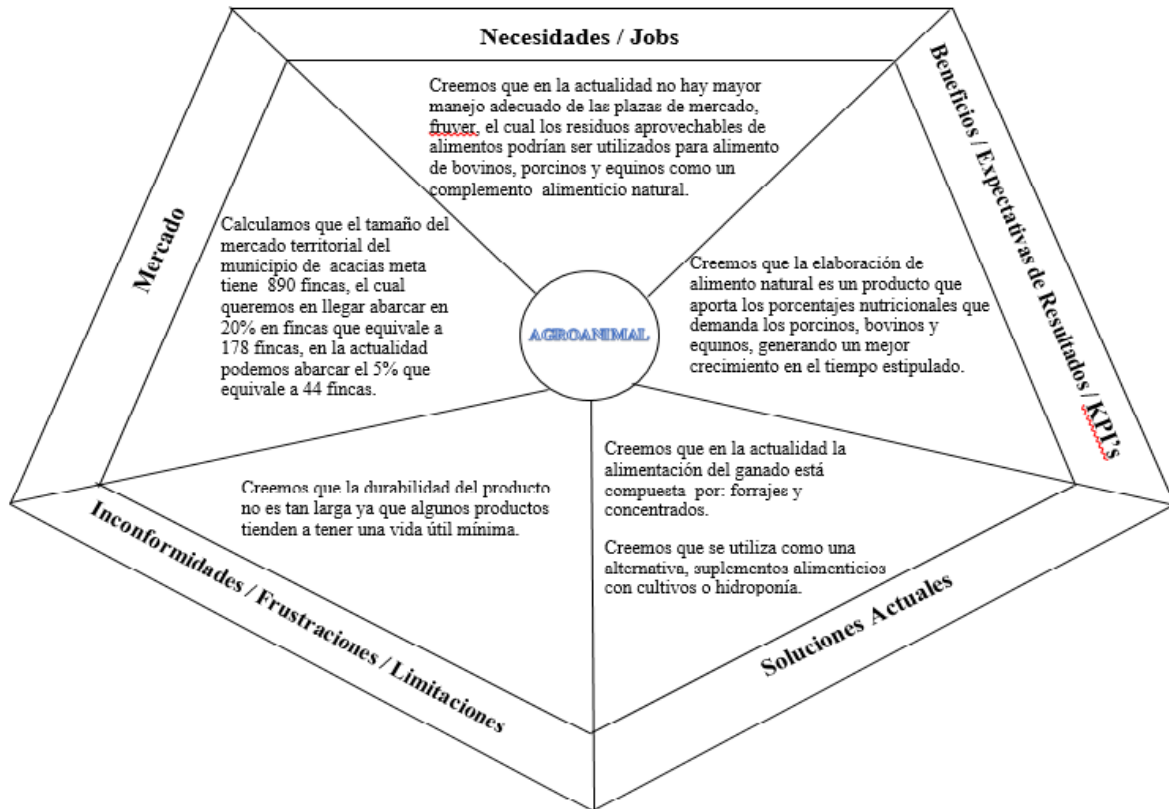 Necesidades / Jobs
Creemos que en la actualidad no hay mayor
manejo adecuado de las plazas de mercado,
fruver, el cual los residuos aprovechables de
alimentos podrían ser utilizados para alimento
de bovinos, porcinos y equinos como un
complemento alimenticio natural.
Beneficios / Expectativas de Resultados / KPI's
Creemos que la elaboración de
alimento natural es un producto que
aporta los porcentajes nutricionales que
demanda los porcinos, bovinos y
equinos, generando un mejor
crecimiento en el tiempo estipulado.
Mercado
Calculamos que el tamaño del
mercado territorial del
municipio de acacias meta
tiene 890 fincas, el cual
queremos en llegar abarcar en
20% en fincas que equivale a
178 fincas, en la actualidad
podemos abarcar el 5% que
equivale a 44 fincas.
AGROANIMAL
Inconformidades / Frustraciones / Limitaciones
Creemos que la durabilidad del producto
no es tan larga ya que algunos productos
tienden a tener una vida útil mínima.
Soluciones Actuales
Creemos que en la actualidad la
alimentación del ganado está
compuesta por: forrajes y
concentrados.
Creemos que se utiliza como una
alternativa, suplementos alimenticios
con cultivos o hidroponía.